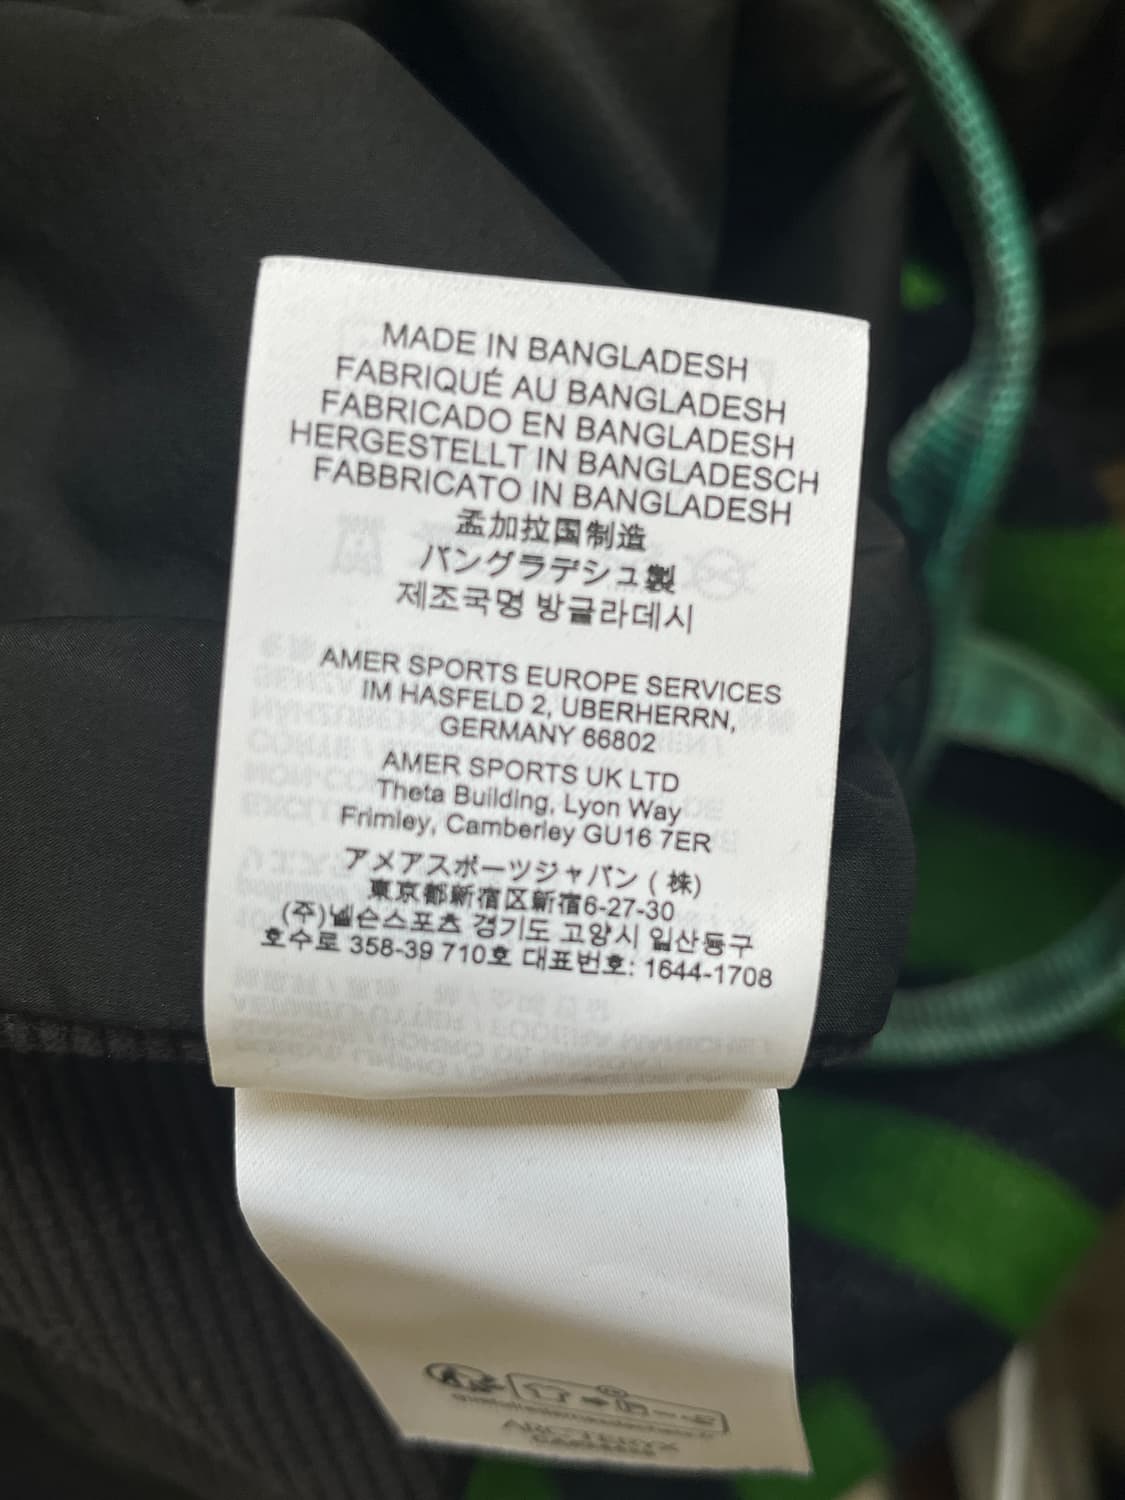 MADE IN BANGLADESH
FABRIQUÉ AU BANGLADESH
FABRICADO EN BANGLADESH
HERGESTELLT IN BANGLADESCH
FABBRICATO IN BANGLADESH
孟加拉国制造
バングラデシュ製
제조국명 방글라데시
AMER SPORTS EUROPE SERVICES
IM HASFELD 2, UBERHERRN,
GERMANY 66802
AMER SPORTS UK LTD
Theta Building, Lyon Way
Frimley, Camberley GU16 7ER
アメアスポーツジャパン ( 株)
東京都新宿区新宿6-27-30
(주)넬슨스포츠 경기도 고양시 일산동구
호수로 358-39 710호 대표번호: 1644-1708
ARC'TERYX